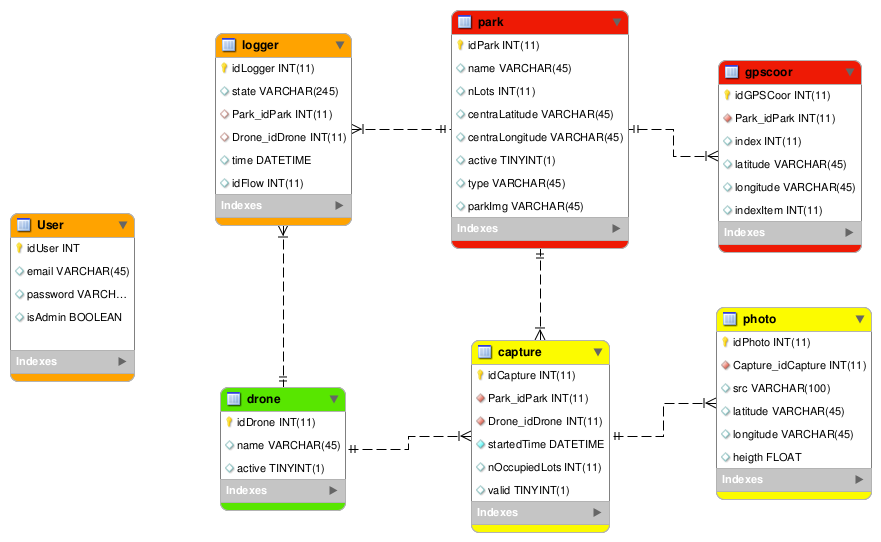 logger
idLogger INT(11)
state VARCHAR(245)
Park_idPark INT(11)
Drone_idDrone INT(11)
time DATETIME
idFlow INT(11)
Indexes
park
idPark INT(11)
name VARCHAR(45)
nLots INT(11)
centraLatitude VARCHAR(45)
centraLongitude VARCHAR(45)
active TINYINT(1)
type VARCHAR(45)
parkImg VARCHAR(45)
Indexes
gpscoor
idGPSCoor INT(11)
Park_idPark INT(11)
index INT(11)
latitude VARCHAR(45)
longitude VARCHAR(45)
indexItem INT(11)
Indexes
User
idUser INT
email VARCHAR(45)
password VARCH...
isAdmin BOOLEAN
Indexes
drone
idDrone INT(11)
name VARCHAR(45)
active TINYINT(1)
Indexes
capture
idCapture INT(11)
Park_idPark INT(11)
Drone_idDrone INT(11)
startedTime DATETIME
nOccupiedLots INT(11)
valid TINYINT(1)
Indexes
photo
idPhoto INT(11)
Capture_idCapture INT(11)
src VARCHAR(100)
latitude VARCHAR(45)
longitude VARCHAR(45)
heigth FLOAT
Indexes